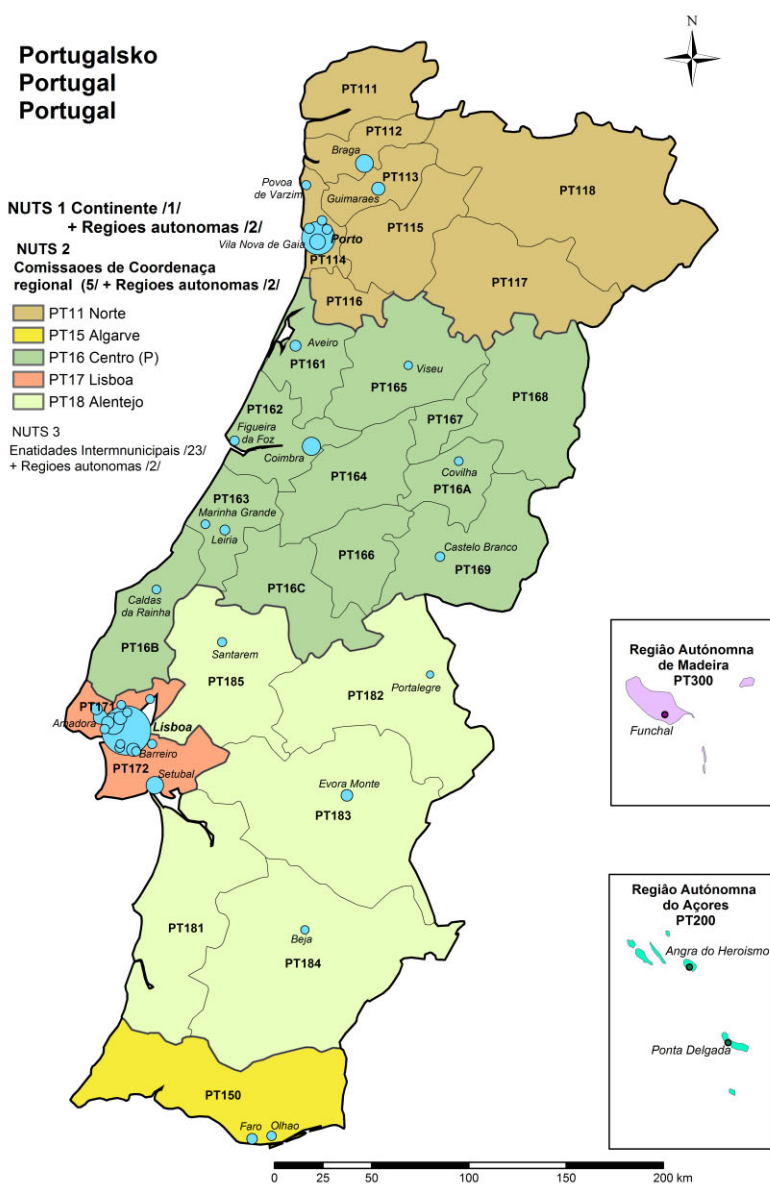 Portugalsko
Portugal
Portugal
N
NUTS 1 Continente /1/
+ Regioes autonomas /2/
NUTS 2
Comissaoes de Coordenaça
regional (5/ + Regioes autonomas /2/
PT11 Norte
PT15 Algarve
PT16 Centro (P)
PT17 Lisboa
PT18 Alentejo
NUTS 3
Enatidades Intermnunicipais /23/
+ Regioes autonomas /2/
PT111
PT112
Braga
PT113
Guimaraes
PT118
Povoa
de Varzim
PT115
Porto
Vila Nova de Gaia
PT114
PT117
PT116
Aveiro
PT161
Viseu
PT165
PT168
PT162
PT167
Figueira
da Foz
Coimbra
PT164
Covilha
PT16A
PT163
Marinha Grande
Leiria
PT166
Castelo Branco
PT169
PT16C
Caldas
da Rainha
PT16B
Santarem
PT185
Portalegre
PT182
PT171
Amadora
Lisboa
Barreiro
PT172
Setubal
Evora Monte
PT183
PT181
Beja
PT184
PT150
Faro
Olhao
Regiâo Autónomna
de Madeira
PT300
Funchal
Regiâo Autónomna
do Açores
PT200
Angra do Heroismo
Ponta Delgada
0 25 50 100 150 200 km